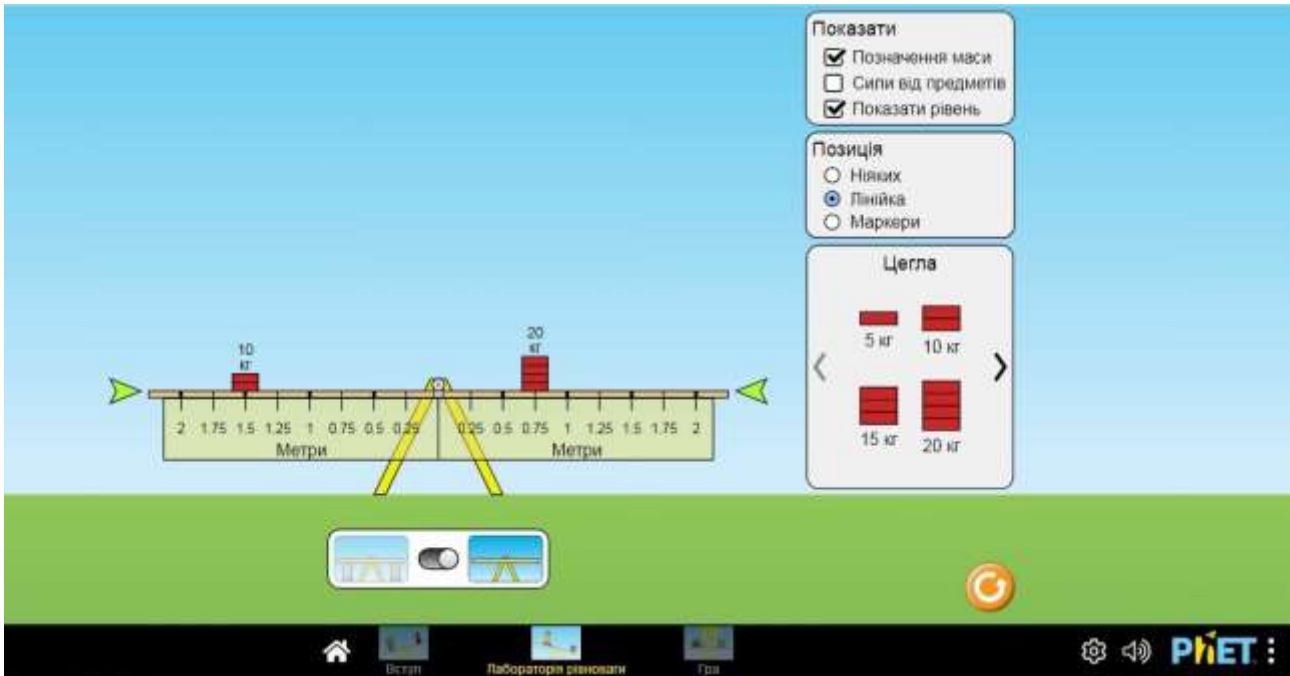 Показати
Позначення маси
Сили від предметів
Показати рівень
Позиція
Ніяких
Лінійка
Маркери
Цегла
5 кг
10 кг
15 кг
20 кг
10
кг
20
кг
2 1.75 1.5 1.25 1 0.75 0.5 0.25 0.25 0.5 0.75 1 1.25 1.5 1.75 2
Метри Метри
Вступ
Лабораторія рівноваги
Гра
PhET